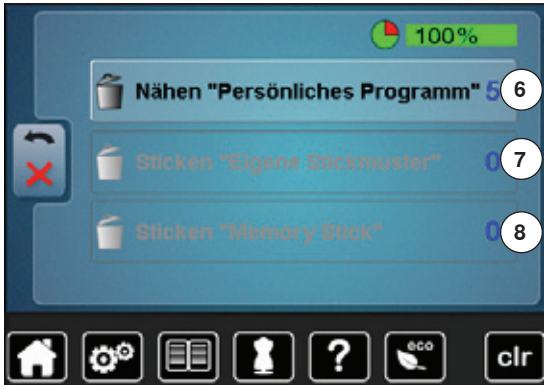 100%
Nähen "Persönliches Programm" 5 6
Sticken "Eigene Stickmuster" 0 7
Sticken "Memory Stick" 0 8
? eco clr